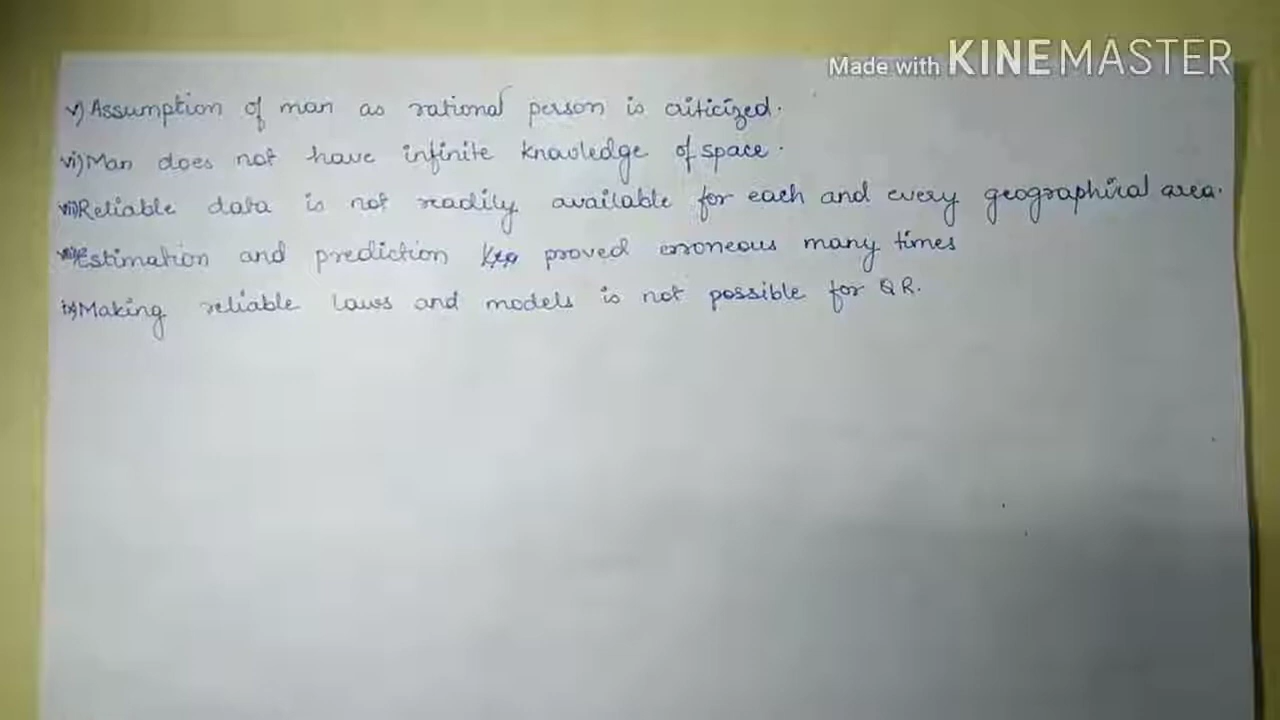 Made with KINEMASTER
v) Assumption of man as rational person is criticized.
vi) Man does not have infinite knowledge of space.
vii) Reliable data is not readily available for each and every geographical area.
viii) Estimation and prediction proved erroneous many times
ix) Making reliable laws and models is not possible for QR.